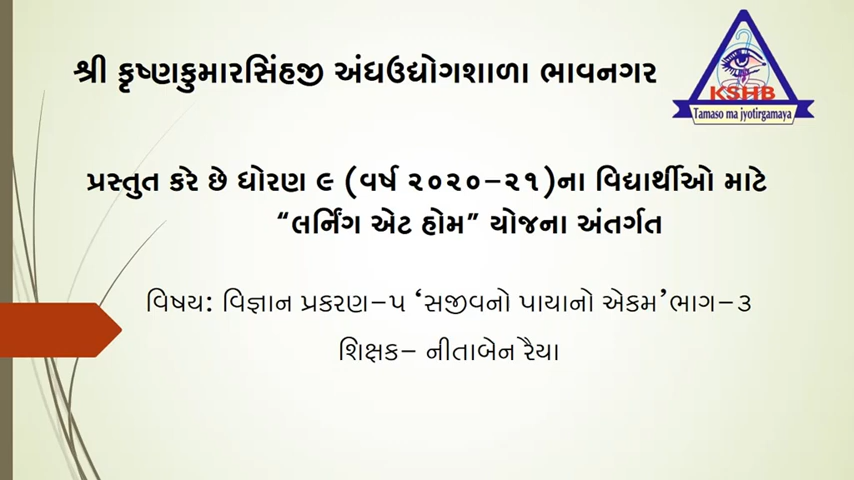 શ્રી કૃષ્ણકુમારસિંહજી અંધઉદ્યોગશાળા ભાવનગર
KSHB
Tamaso ma jyotirgamaya
પ્રસ્તુત કરે છે ધોરણ ૯ (વર્ષ ૨૦૨૦-૨૧)ના વિદ્યાર્થીઓ માટે
“લર્નિંગ એટ હોમ” યોજના અંતર્ગત
વિષય: વિજ્ઞાન પ્રકરણ-૫ ‘સજીવનો પાયાનો એકમ’ ભાગ-૩
શિક્ષક- નીતાબેન રૈયા